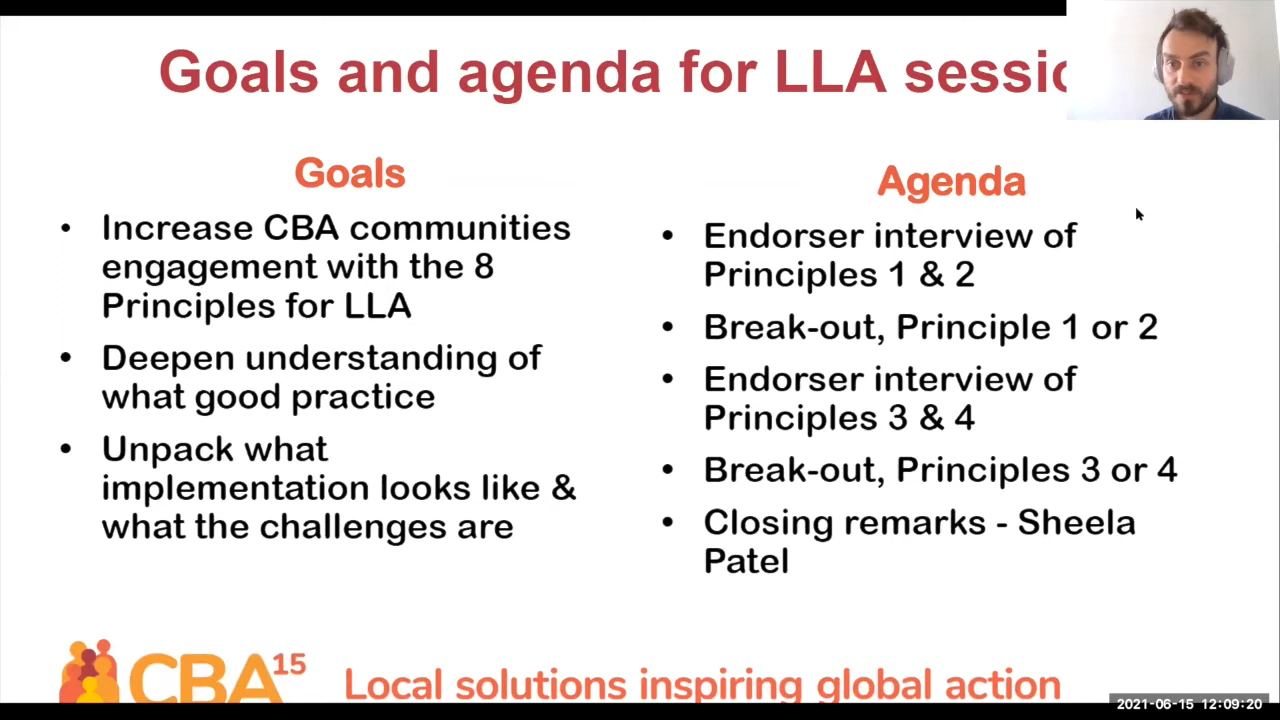 Goals and agenda for LLA sessio
Goals
• Increase CBA communities
engagement with the 8
Principles for LLA
• Deepen understanding of
what good practice
• Unpack what
implementation looks like &
what the challenges are
Agenda
• Endorser interview of
Principles 1 & 2
• Break-out, Principle 1 or 2
• Endorser interview of
Principles 3 & 4
• Break-out, Principles 3 or 4
• Closing remarks - Sheela
Patel
CBA15
Local solutions inspiring global action
2021-06-15 12:09:20